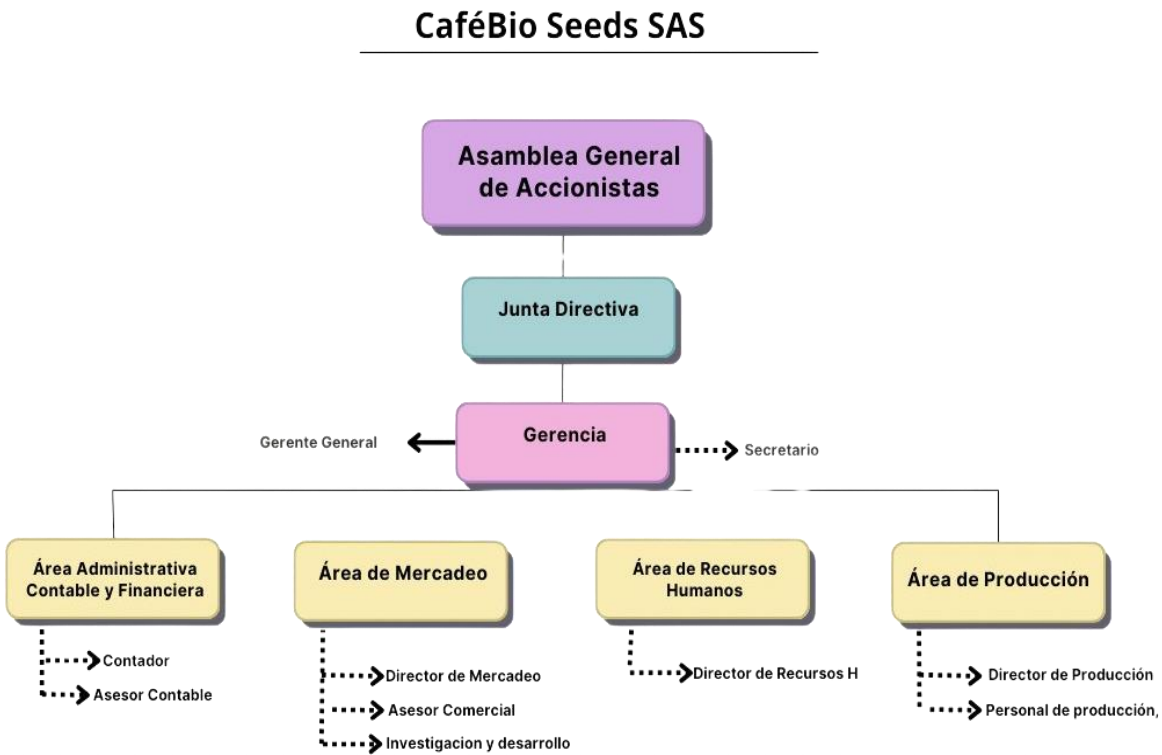 CaféBio Seeds SAS
Asamblea General
de Accionistas
Junta Directiva
Gerencia
Gerente General
Secretario
Área Administrativa
Contable y Financiera
Contador
Asesor Contable
Área de Mercadeo
Director de Mercadeo
Asesor Comercial
Investigacion y desarrollo
Área de Recursos
Humanos
Director de Recursos H
Área de Producción
Director de Producción
Personal de producción,